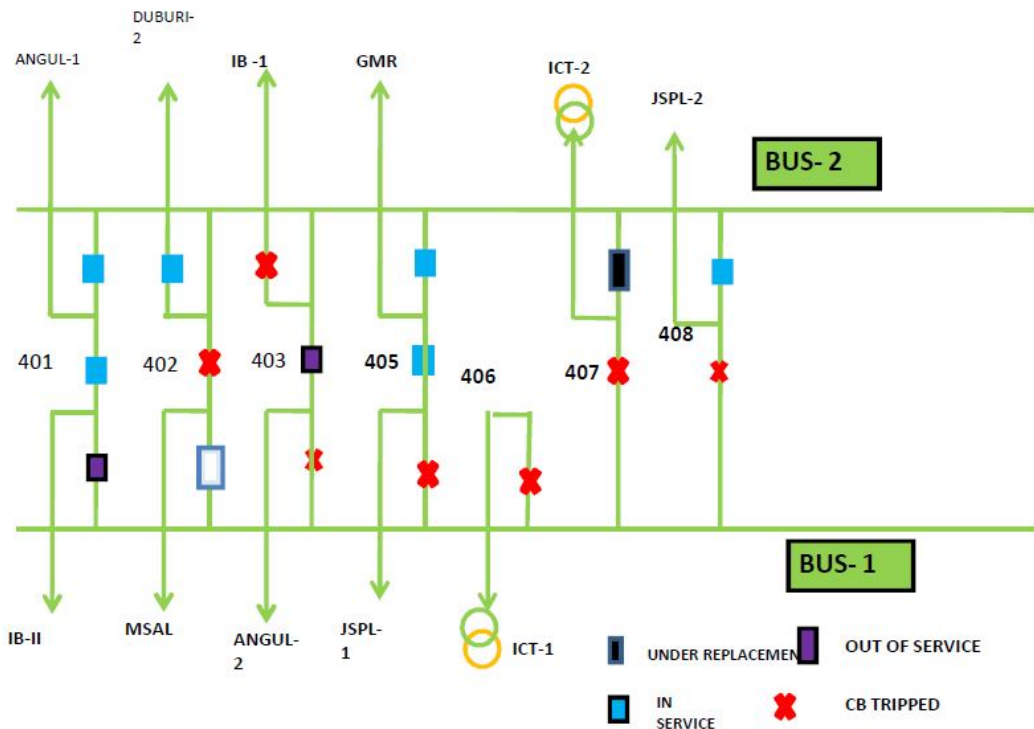 DUBURI-
2
ANGUL-1
IB -1
GMR
ICT-2
JSPL-2
BUS- 2
401
402
403
405
406
407
408
BUS- 1
IB-II
MSAL
ANGUL-
2
JSPL-
1
ICT-1
UNDER REPLACEMEN
OUT OF SERVICE
IN
SERVICE
CB TRIPPED